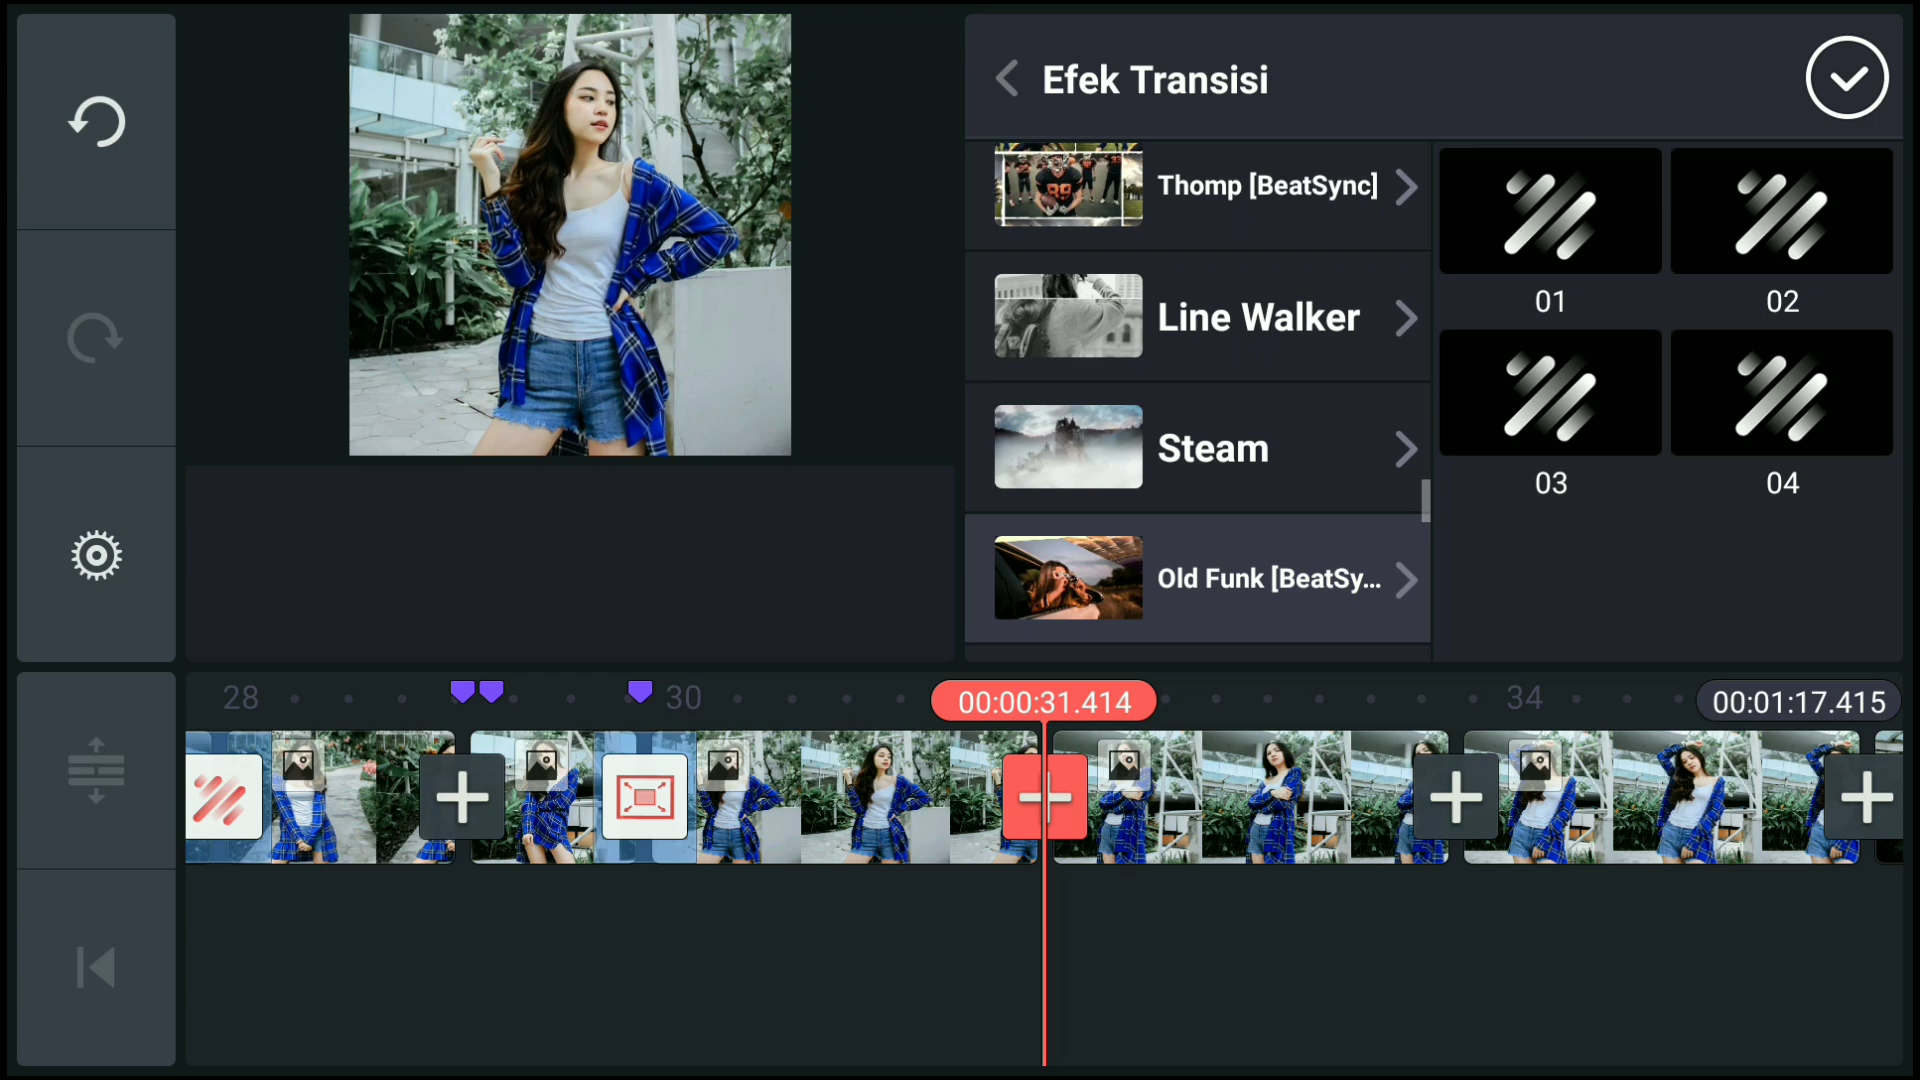 Efek Transisi
Thomp [BeatSync]
Line Walker
Steam
Old Funk [BeatSy...
01
02
03
04
28
30
00:00:31.414
34
00:01:17.415